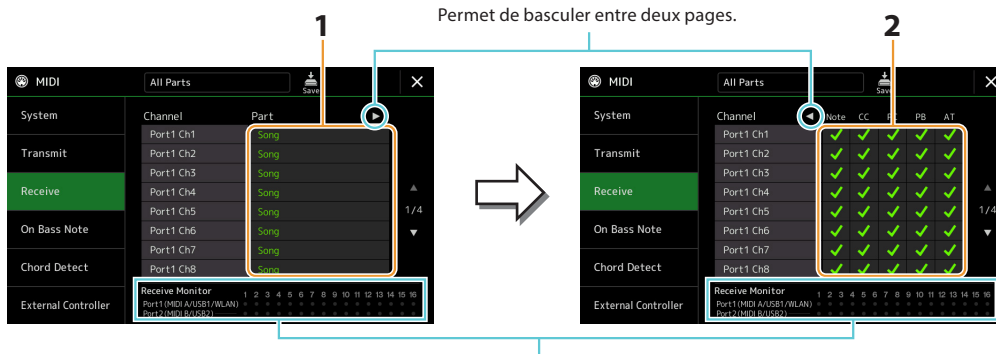 Permet de basculer entre deux pages.
1
2
MIDI
All Parts
Save
System
Transmit
Receive
On Bass Note
Chord Detect
External Controller
Channel Part
Port1 Ch1 Song
Port1 Ch2 Song
Port1 Ch3 Song
Port1 Ch4 Song
Port1 Ch5 Song
Port1 Ch6 Song
Port1 Ch7 Song
Port1 Ch8 Song
1/4
Receive Monitor 1 2 3 4 5 6 7 8 9 10 11 12 13 14 15 16
Port1(MIDI A/USB1/WLAN)
Port2(MIDI B/USB2)
MIDI
All Parts
Save
System
Transmit
Receive
On Bass Note
Chord Detect
External Controller
Channel Note CC PC PB AT
Port1 Ch1
Port1 Ch2
Port1 Ch3
Port1 Ch4
Port1 Ch5
Port1 Ch6
Port1 Ch7
Port1 Ch8
1/4
Receive Monitor 1 2 3 4 5 6 7 8 9 10 11 12 13 14 15 16
Port1(MIDI A/USB1/WLAN)
Port2(MIDI B/USB2)